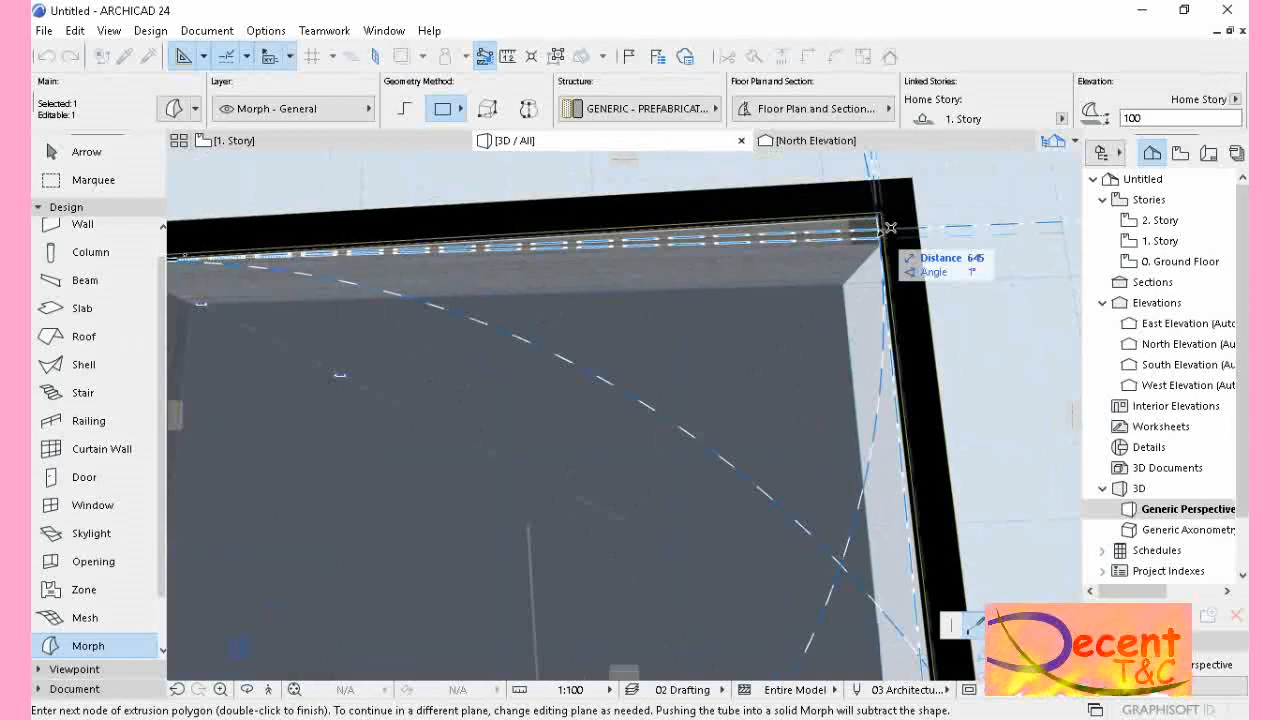 Untitled - ARCHICAD 24
File Edit View Design Document Options Teamwork Window Help
Main: Layer: Geometry Method: Structure: Floor Plan and Section: Linked Stories: Elevation:
Selected: 1
Editable: 1
Morph - General
GENERIC - PREFABRICAT...
Floor Plan and Section...
Home Story:
1. Story
Home Story
100
[1. Story]
[3D / All]
[North Elevation]
Arrow
Marquee
Design
Wall
Column
Beam
Slab
Roof
Shell
Stair
Railing
Curtain Wall
Door
Window
Skylight
Opening
Zone
Mesh
Morph
Viewpoint
Document
Distance 645
Angle 1°
Untitled
Stories
2. Story
1. Story
0. Ground Floor
Sections
Elevations
East Elevation (Auto
North Elevation (Au
South Elevation (Aut
West Elevation (Aut
Interior Elevations
Worksheets
Details
3D Documents
3D
Generic Perspective
Generic Axonometr
Schedules
Project Indexes
Decent
T&C
rspective
N/A N/A 1:100 02 Drafting Entire Model 03 Architectu...
Enter next node of extrusion polygon (double-click to finish). To continue in a different plane, change editing plane as needed. Pushing the tube into a solid Morph will subtract the shape.
GRAPHISOFT ID